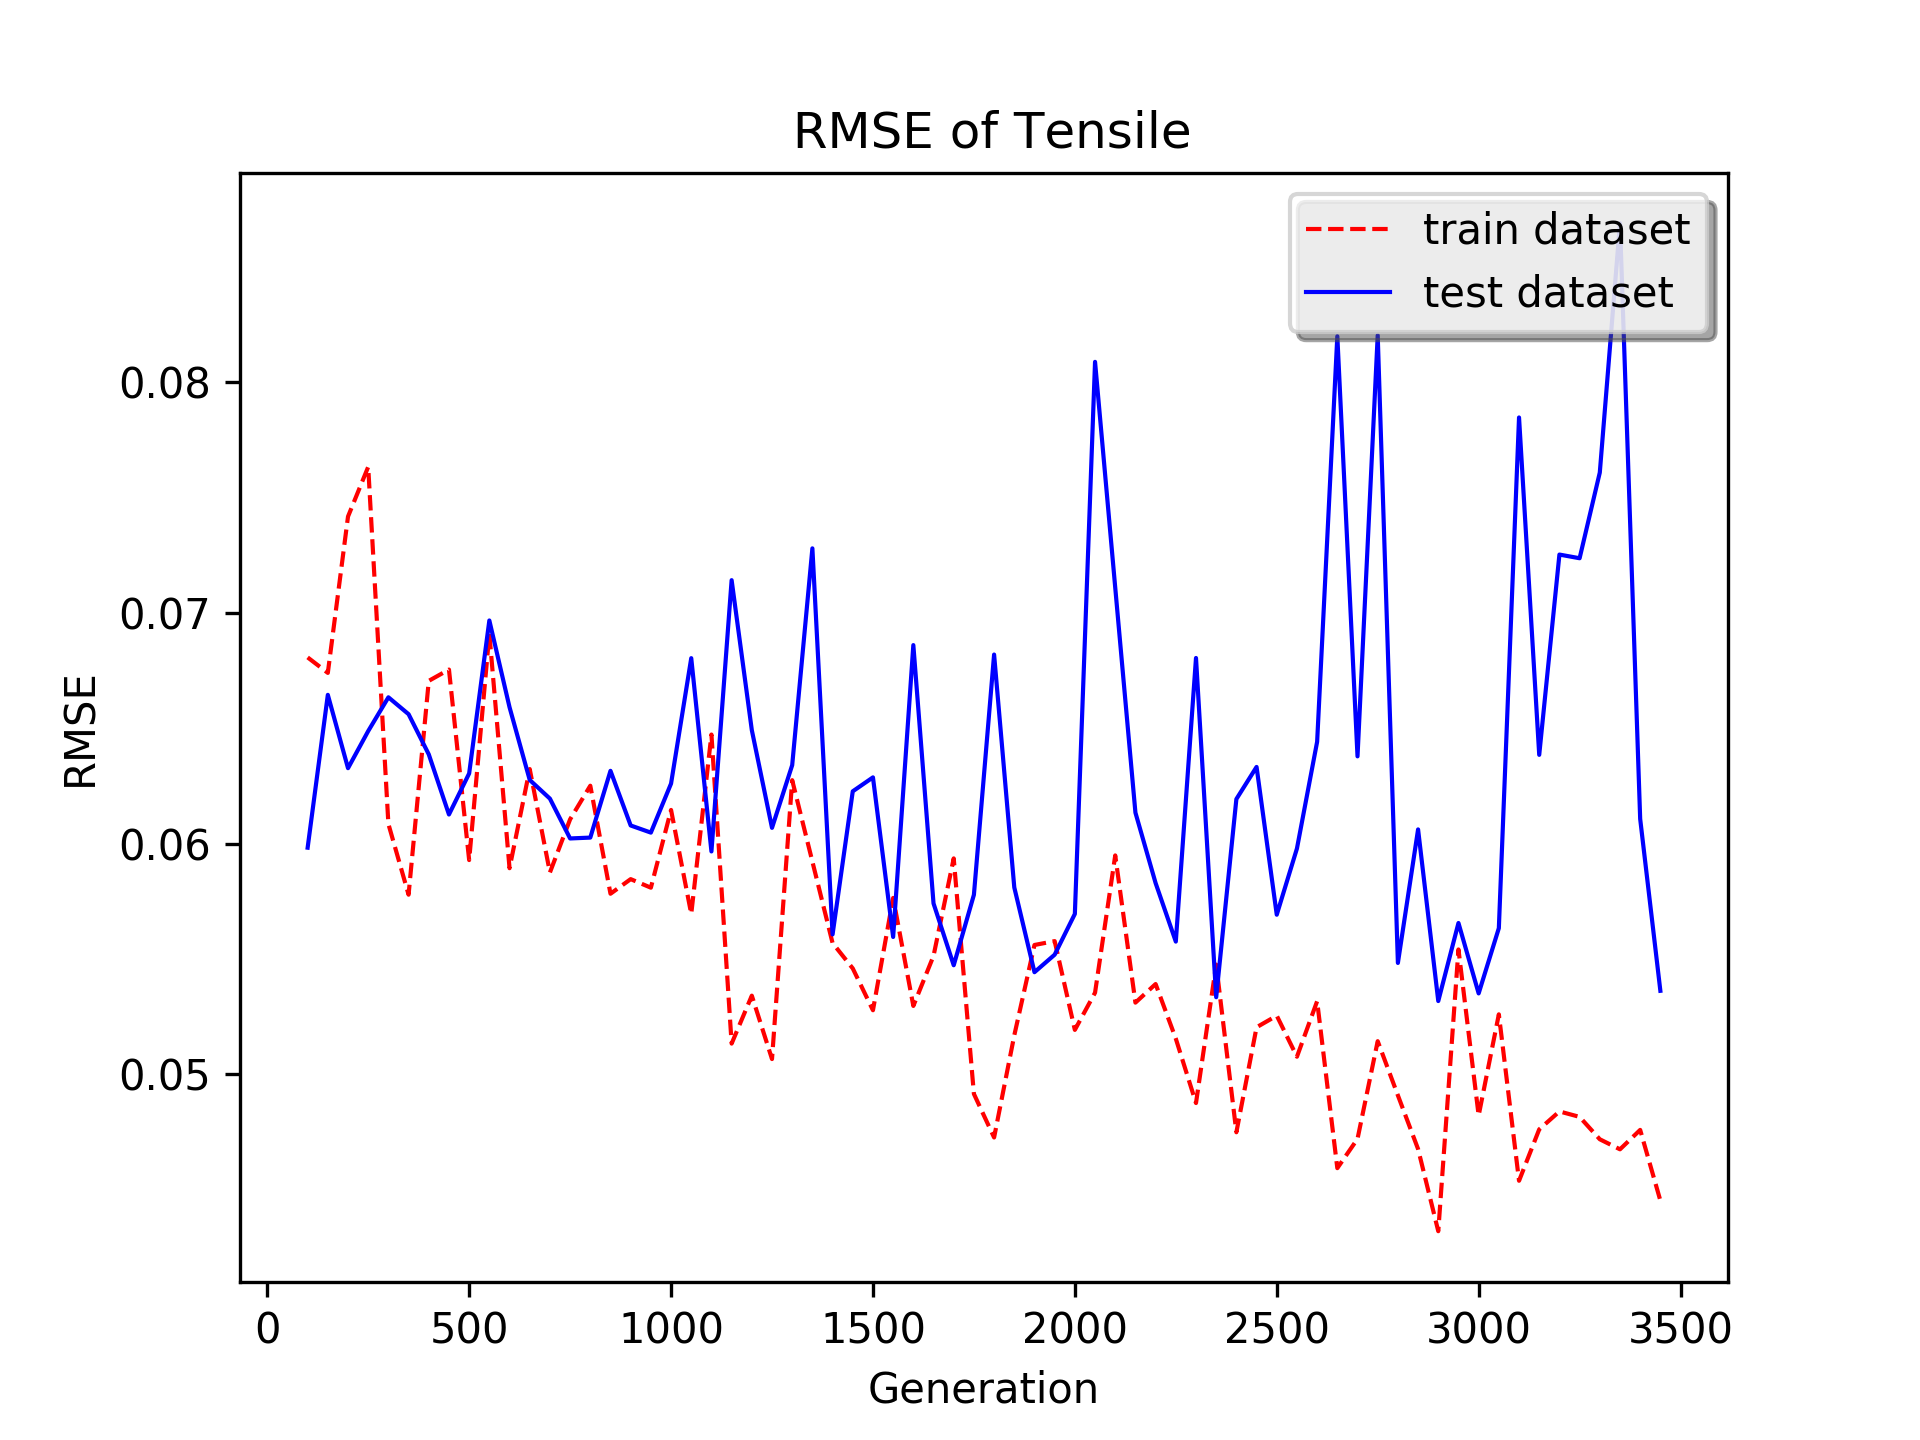 RMSE of Tensile
train dataset
test dataset
0.08
0.07
0.06
0.05
RMSE
0 500 1000 1500 2000 2500 3000 3500
Generation